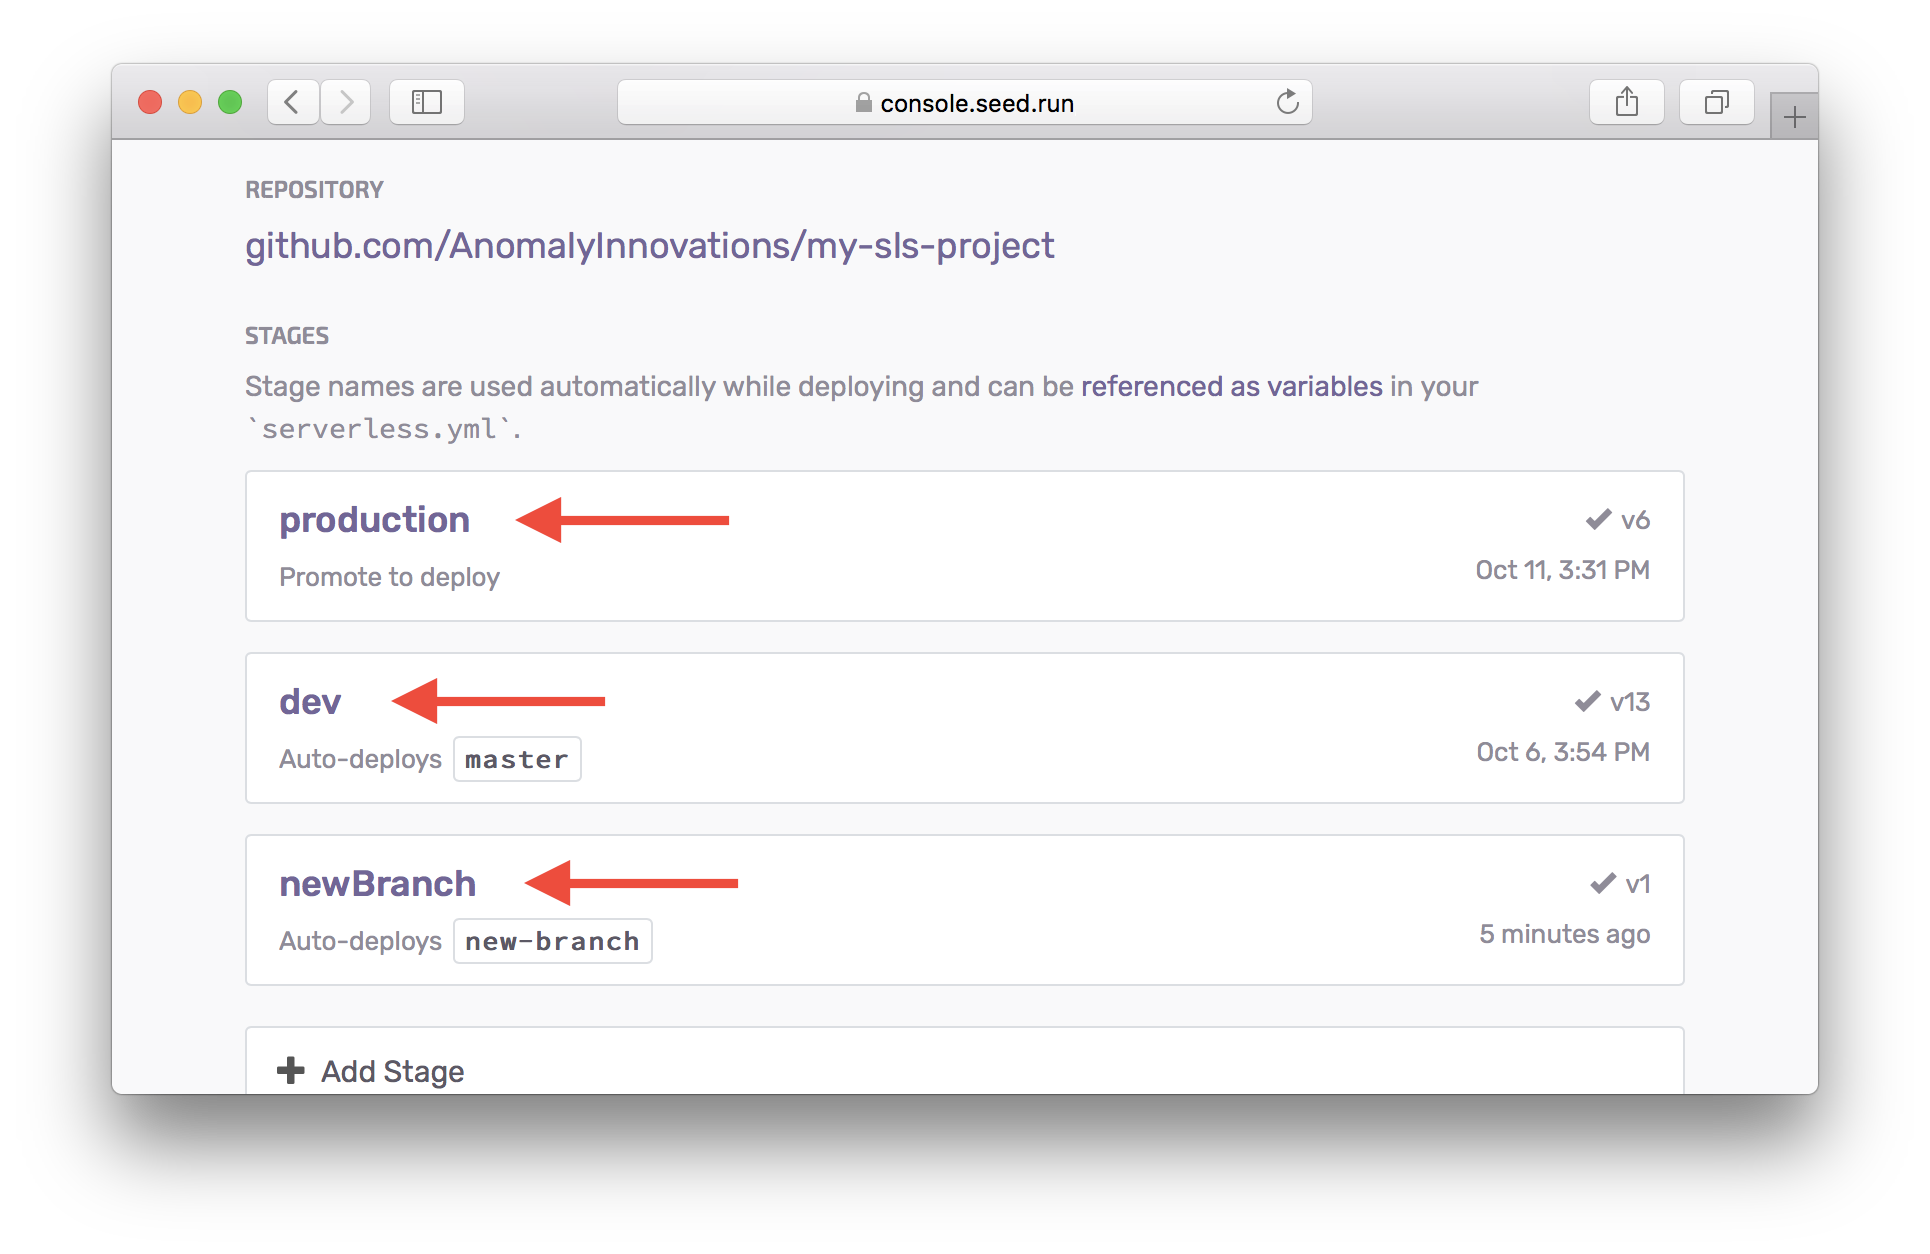 console.seed.run
REPOSITORY
github.com/AnomalyInnovations/my-sls-project
STAGES
Stage names are used automatically while deploying and can be referenced as variables in your
`serverless.yml`.
production
v6
Promote to deploy
Oct 11, 3:31 PM
dev
v13
Auto-deploys master
Oct 6, 3:54 PM
newBranch
v1
Auto-deploys new-branch
5 minutes ago
Add Stage